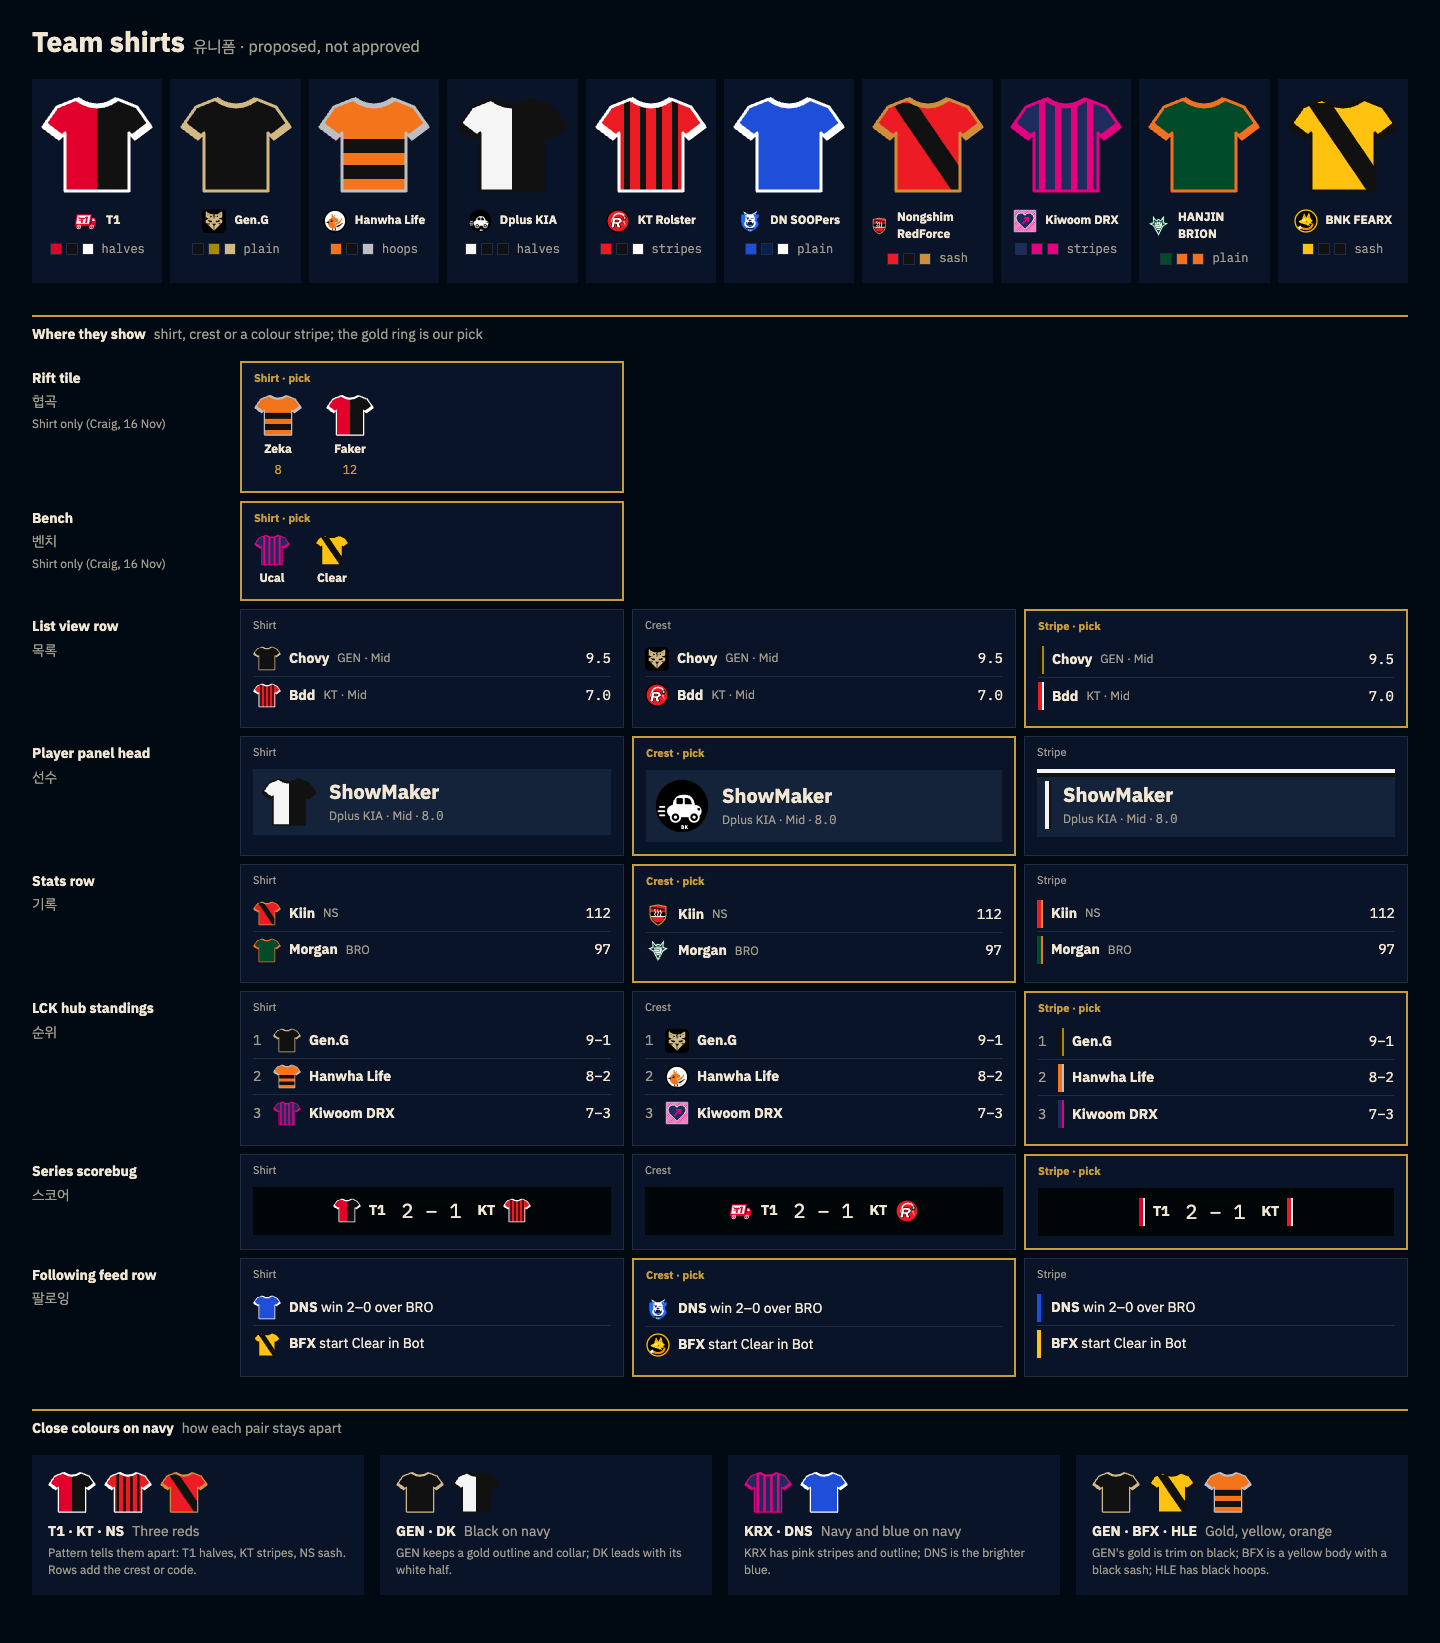 Team shirts 유니폼 · proposed, not approved
T1
halves
Gen.G
plain
Hanwha Life
hoops
Dplus KIA
halves
KT Rolster
stripes
DN SOOPers
plain
Nongshim
RedForce
sash
Kiwoom DRX
stripes
HANJIN
BRION
plain
BNK FEARX
sash
Where they show shirt, crest or a colour stripe; the gold ring is our pick
Rift tile
협곡
Shirt only (Craig, 16 Nov)
Shirt · pick
Zeka
8
Faker
12
Bench
벤치
Shirt only (Craig, 16 Nov)
Shirt · pick
Ucal
Clear
List view row
목록
Shirt
Chovy GEN · Mid 9.5
Bdd KT · Mid 7.0
Crest
Chovy GEN · Mid 9.5
Bdd KT · Mid 7.0
Stripe · pick
Chovy GEN · Mid 9.5
Bdd KT · Mid 7.0
Player panel head
선수
Shirt
ShowMaker
Dplus KIA · Mid · 8.0
Crest · pick
DK
ShowMaker
Dplus KIA · Mid · 8.0
Stripe
ShowMaker
Dplus KIA · Mid · 8.0
Stats row
기록
Shirt
Kiin NS 112
Morgan BRO 97
Crest · pick
Kiin NS 112
Morgan BRO 97
Stripe
Kiin NS 112
Morgan BRO 97
LCK hub standings
순위
Shirt
1 Gen.G 9–1
2 Hanwha Life 8–2
3 Kiwoom DRX 7–3
Crest
1 Gen.G 9–1
2 Hanwha Life 8–2
3 Kiwoom DRX 7–3
Stripe · pick
1 Gen.G 9–1
2 Hanwha Life 8–2
3 Kiwoom DRX 7–3
Series scorebug
스코어
Shirt
T1 2 – 1 KT
Crest
T1 2 – 1 KT
Stripe · pick
T1 2 – 1 KT
Following feed row
팔로잉
Shirt
DNS win 2–0 over BRO
BFX start Clear in Bot
Crest · pick
DNS win 2–0 over BRO
BFX start Clear in Bot
Stripe
DNS win 2–0 over BRO
BFX start Clear in Bot
Close colours on navy how each pair stays apart
T1 · KT · NS Three reds
Pattern tells them apart: T1 halves, KT stripes, NS sash.
Rows add the crest or code.
GEN · DK Black on navy
GEN keeps a gold outline and collar; DK leads with its
white half.
KRX · DNS Navy and blue on navy
KRX has pink stripes and outline; DNS is the brighter
blue.
GEN · BFX · HLE Gold, yellow, orange
GEN's gold is trim on black; BFX is a yellow body with a
black sash; HLE has black hoops.